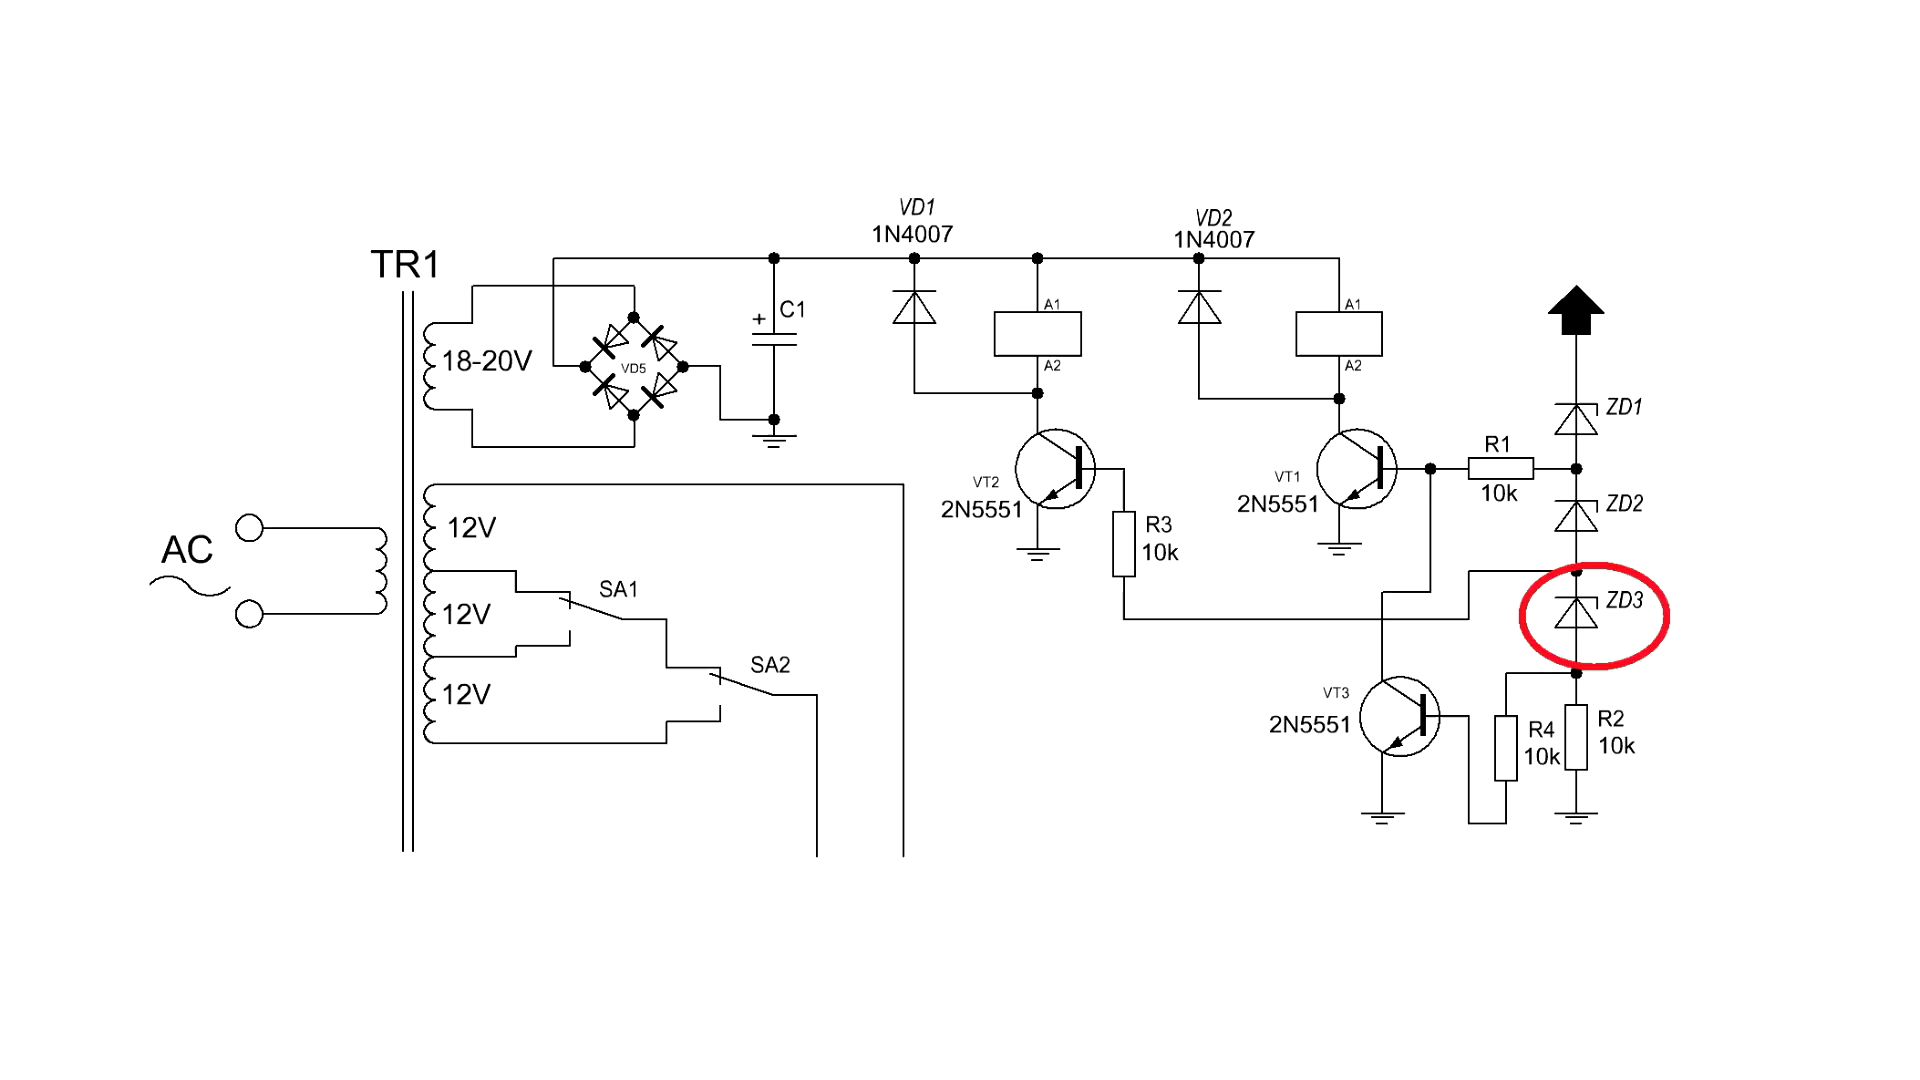 VD1
1N4007
VD2
1N4007
TR1
18-20V
VD5
+
C1
A1
A2
A1
A2
ZD1
R1
10k
VT2
2N5551
VT1
2N5551
ZD2
R3
10k
AC
12V
SA1
12V
ZD3
SA2
12V
VT3
2N5551
R4
10k
R2
10k